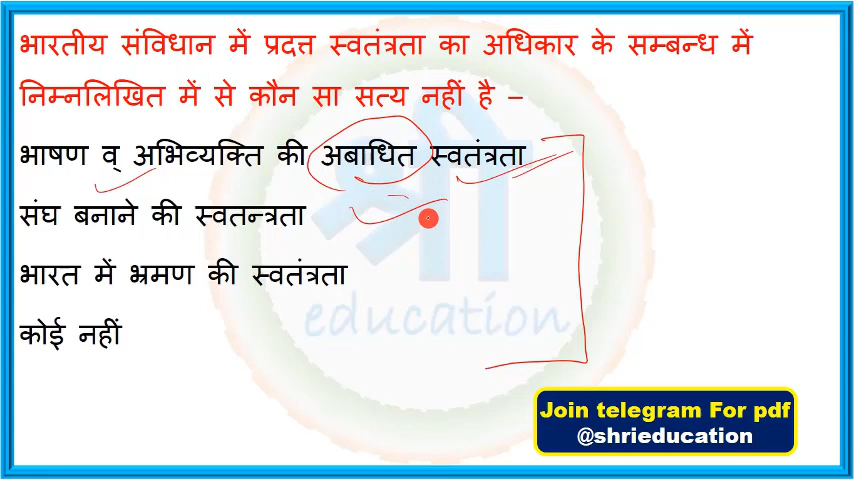 भारतीय संविधान में प्रदत्त स्वतंत्रता का अधिकार के सम्बन्ध में
निम्नलिखित में से कौन सा सत्य नहीं है –
भाषण व् अभिव्यक्ति की अबाधित स्वतंत्रता
संघ बनाने की स्वतन्त्रता
भारत में भ्रमण की स्वतंत्रता
कोई नहीं
श्री
education
Join telegram For pdf
@shrieducation